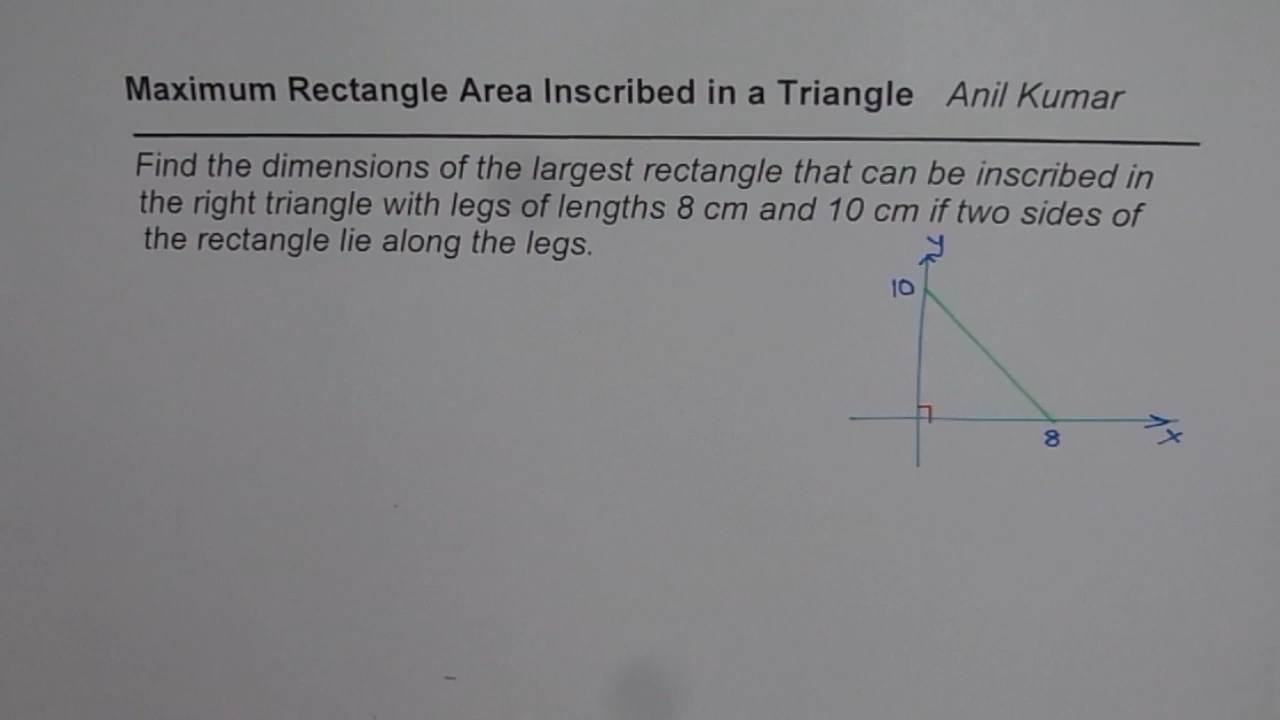 Maximum Rectangle Area Inscribed in a Triangle Anil Kumar
Find the dimensions of the largest rectangle that can be inscribed in
the right triangle with legs of lengths 8 cm and 10 cm if two sides of
the rectangle lie along the legs.
y
10
8
x